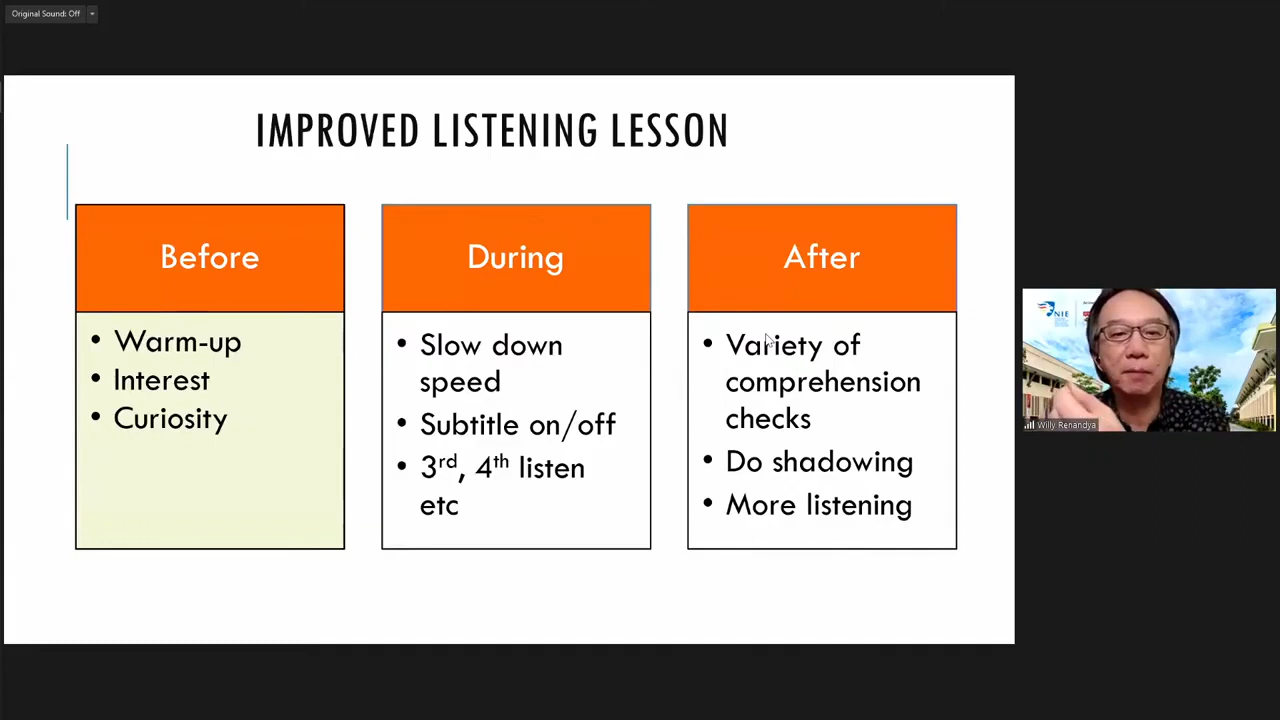 Original Sound: Off
IMPROVED LISTENING LESSON
Before
• Warm-up
• Interest
• Curiosity
During
• Slow down
speed
• Subtitle on/off
• 3rd, 4th listen
etc
After
• Variety of
comprehension
checks
• Do shadowing
• More listening
NIE
Willy Renandya